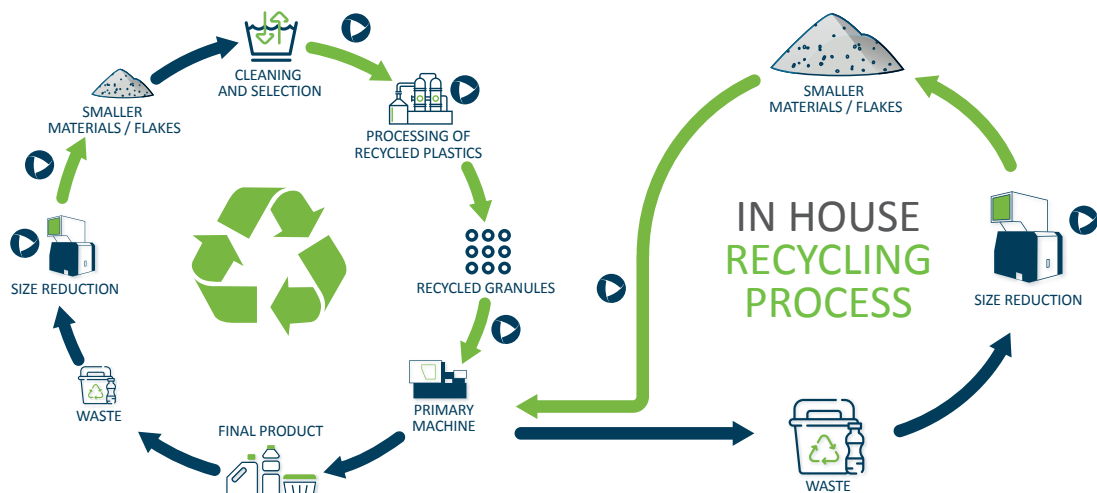 CLEANING
AND SELECTION
SMALLER
MATERIALS / FLAKES
PROCESSING OF
RECYCLED PLASTICS
SIZE REDUCTION
RECYCLED GRANULES
WASTE
PRIMARY
MACHINE
FINAL PRODUCT
SMALLER
MATERIALS / FLAKES
IN HOUSE
RECYCLING
PROCESS
SIZE REDUCTION
WASTE